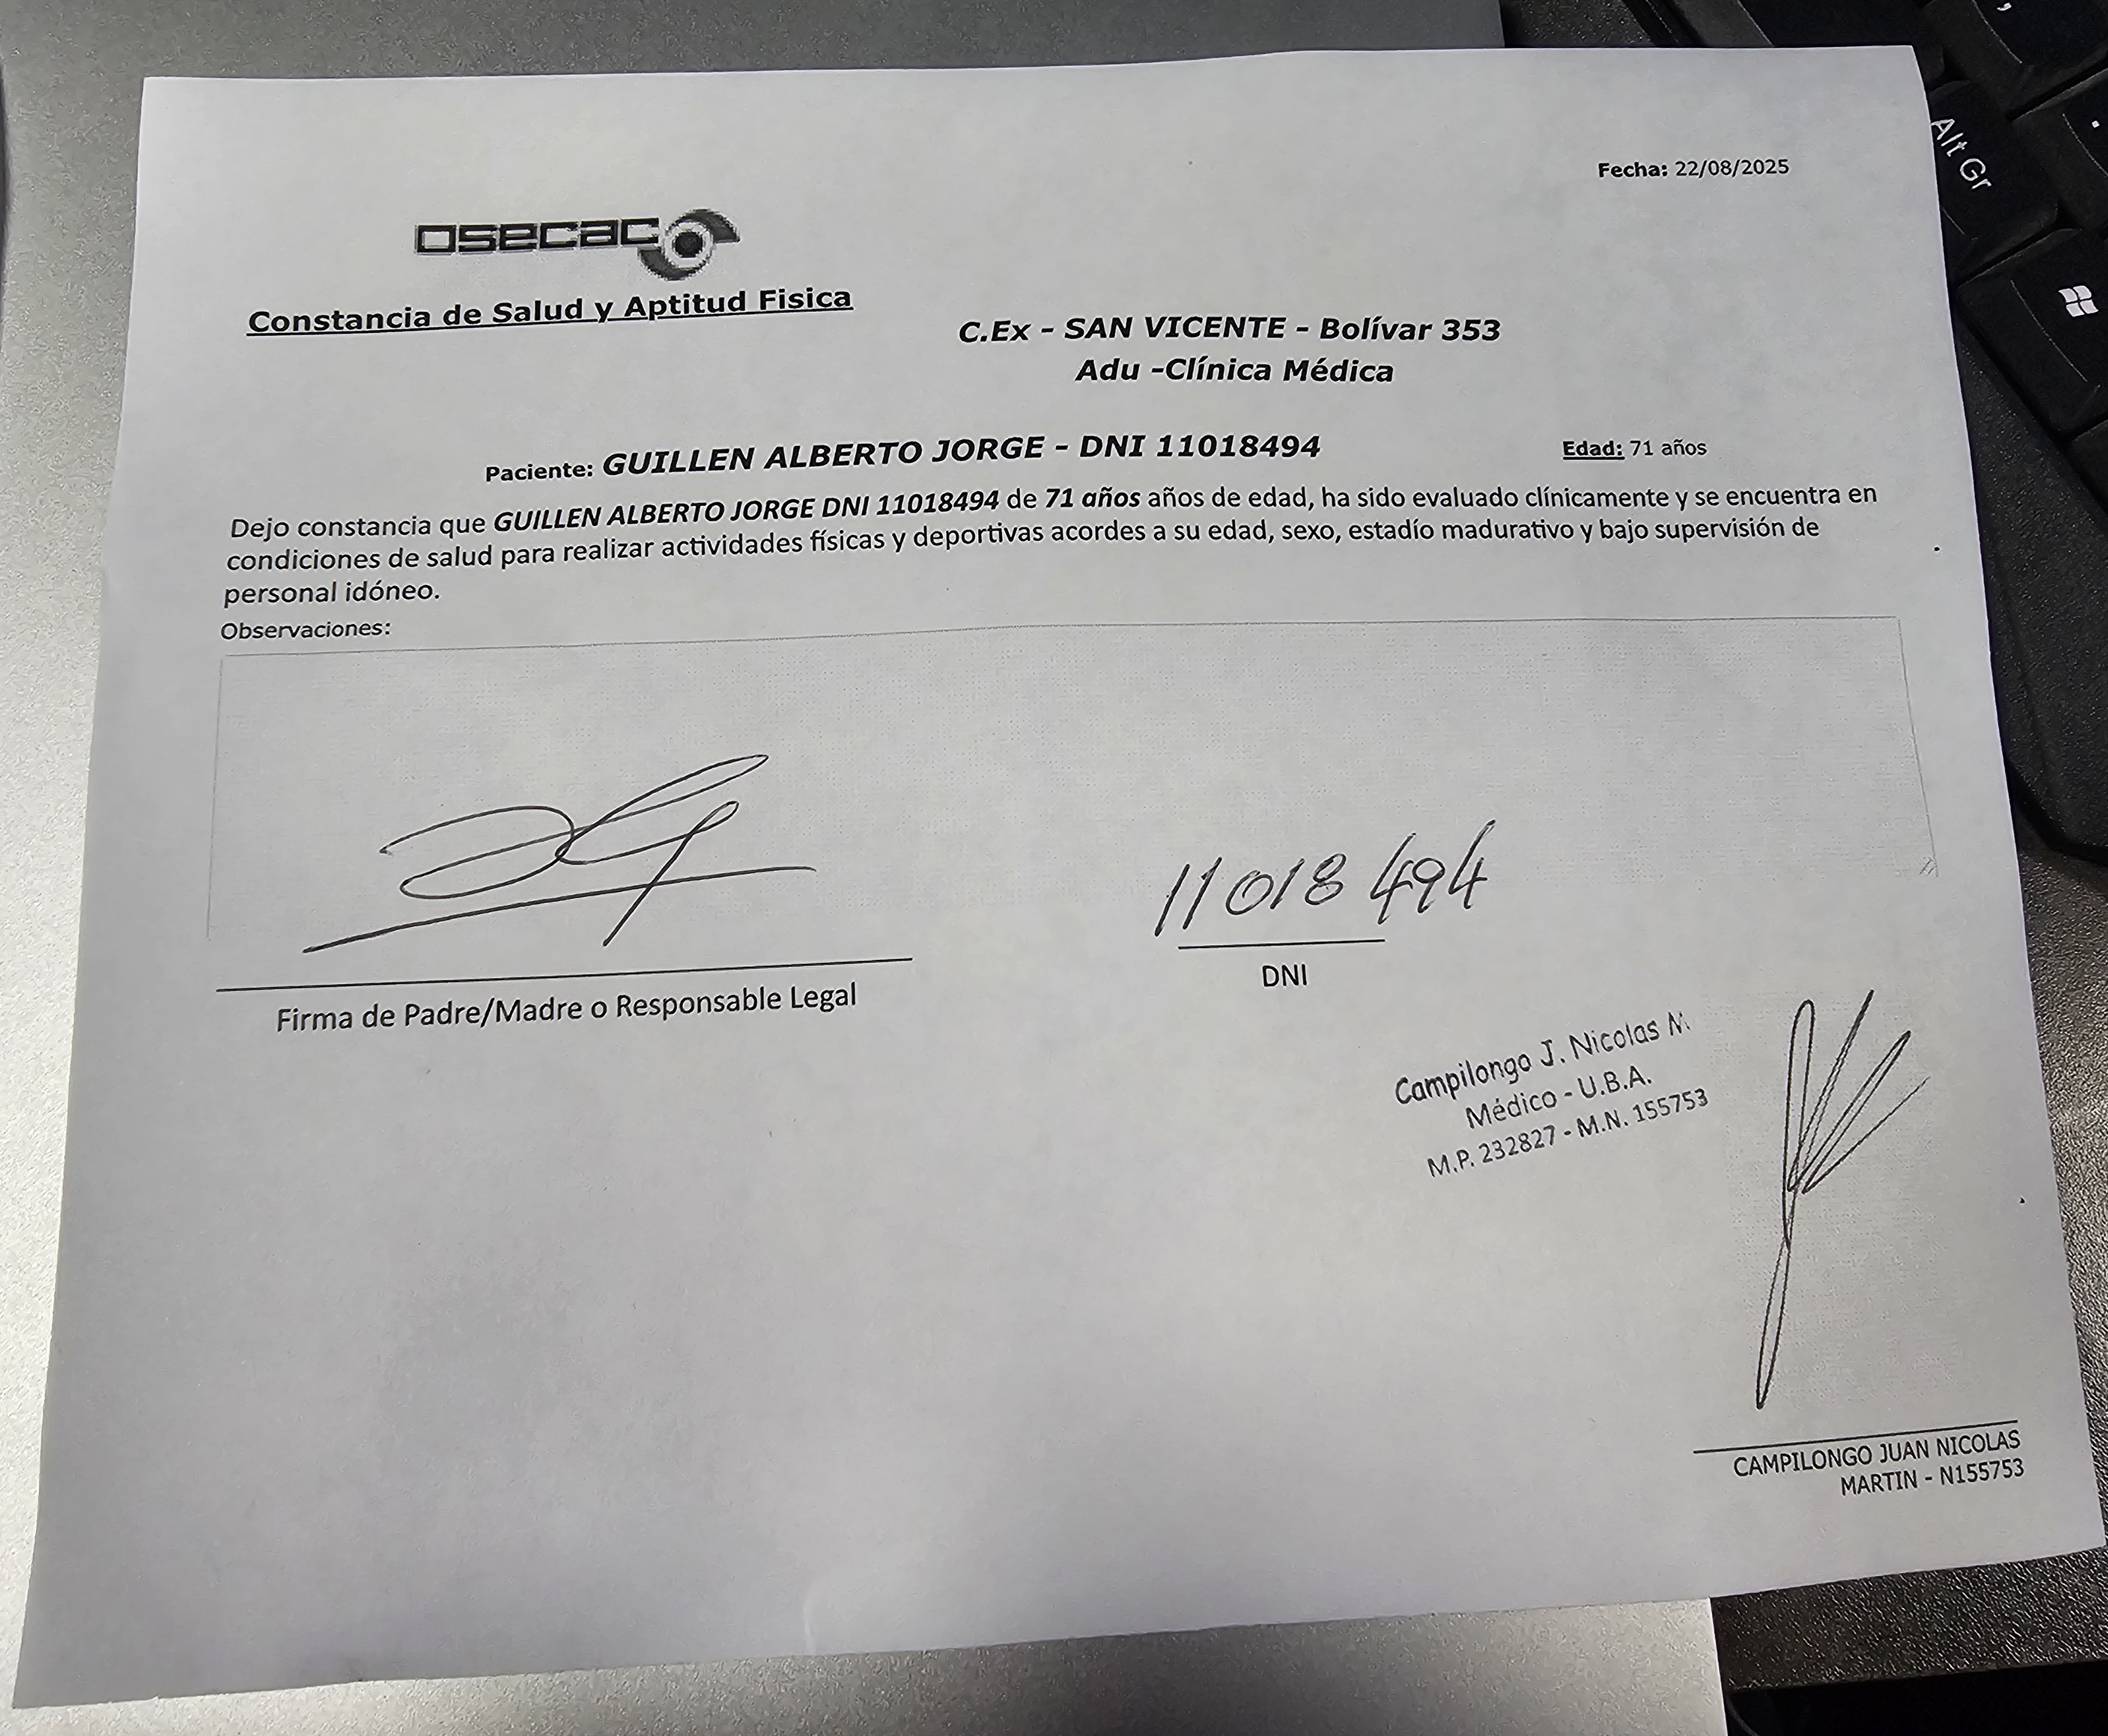 Fecha: 22/08/2025
osecac
Constancia de Salud y Aptitud Fisica
C.Ex - SAN VICENTE - Bolívar 353
Adu -Clínica Médica
Paciente: GUILLEN ALBERTO JORGE - DNI 11018494 Edad: 71 años
Dejo constancia que GUILLEN ALBERTO JORGE DNI 11018494 de 71 años años de edad, ha sido evaluado clínicamente y se encuentra en
condiciones de salud para realizar actividades físicas y deportivas acordes a su edad, sexo, estadío madurativo y bajo supervisión de
personal idóneo.
Observaciones:
11018494
Firma de Padre/Madre o Responsable Legal
DNI
Campilongo J. Nicolas M.
Médico - U.B.A.
M.P. 232827 - M.N. 155753
CAMPILONGO JUAN NICOLAS
MARTIN - N155753
Alt Gr